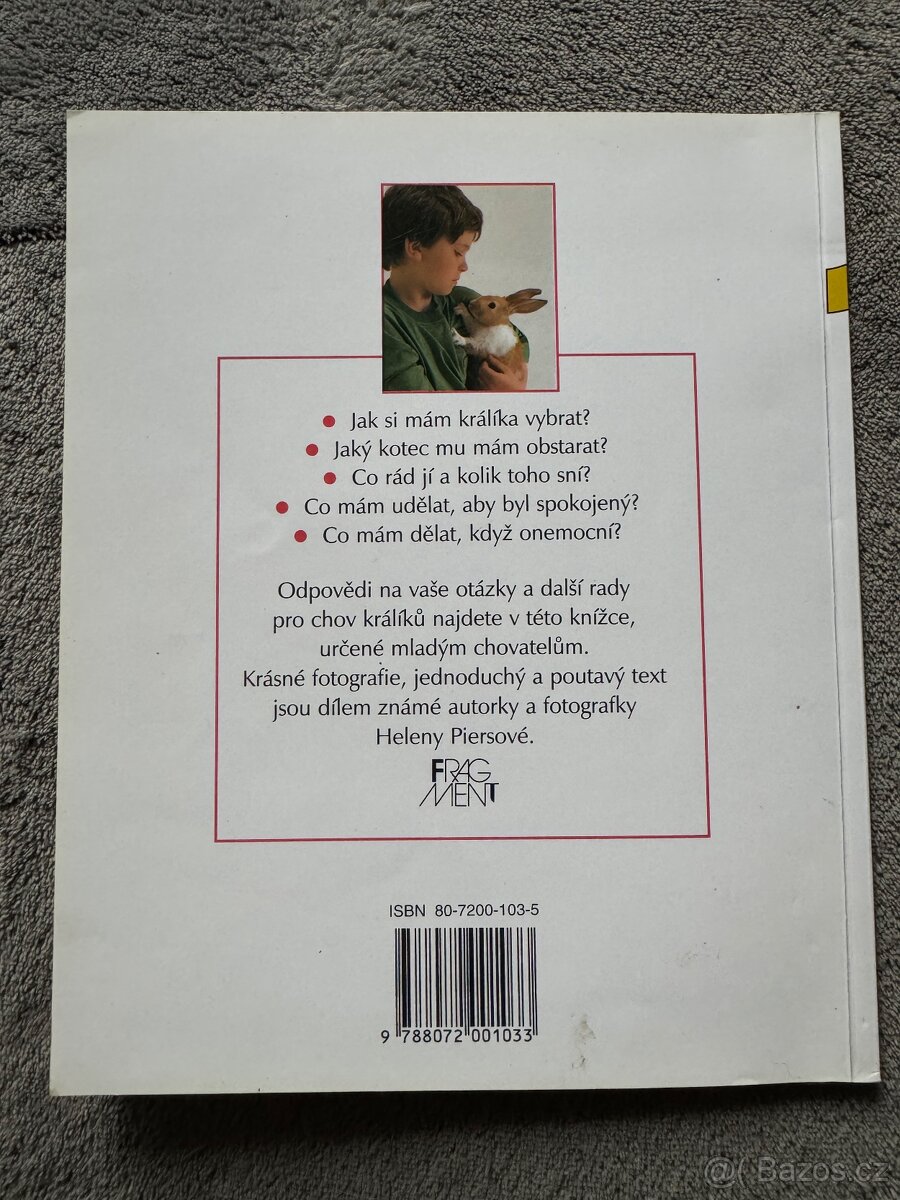 ● Jak si mám králíka vybrat?
● Jaký kotec mu mám obstarat?
● Co rád jí a kolik toho sní?
● Co mám udělat, aby byl spokojený?
● Co mám dělat, když onemocní?
Odpovědi na vaše otázky a další rady
pro chov králíků najdete v této knížce,
určené mladým chovatelům.
Krásné fotografie, jednoduchý a poutavý text
jsou dílem známé autorky a fotografky
Heleny Piersové.
FRAG
MENT
ISBN 80-7200-103-5
9 788072 001033
@( Bazos.cz